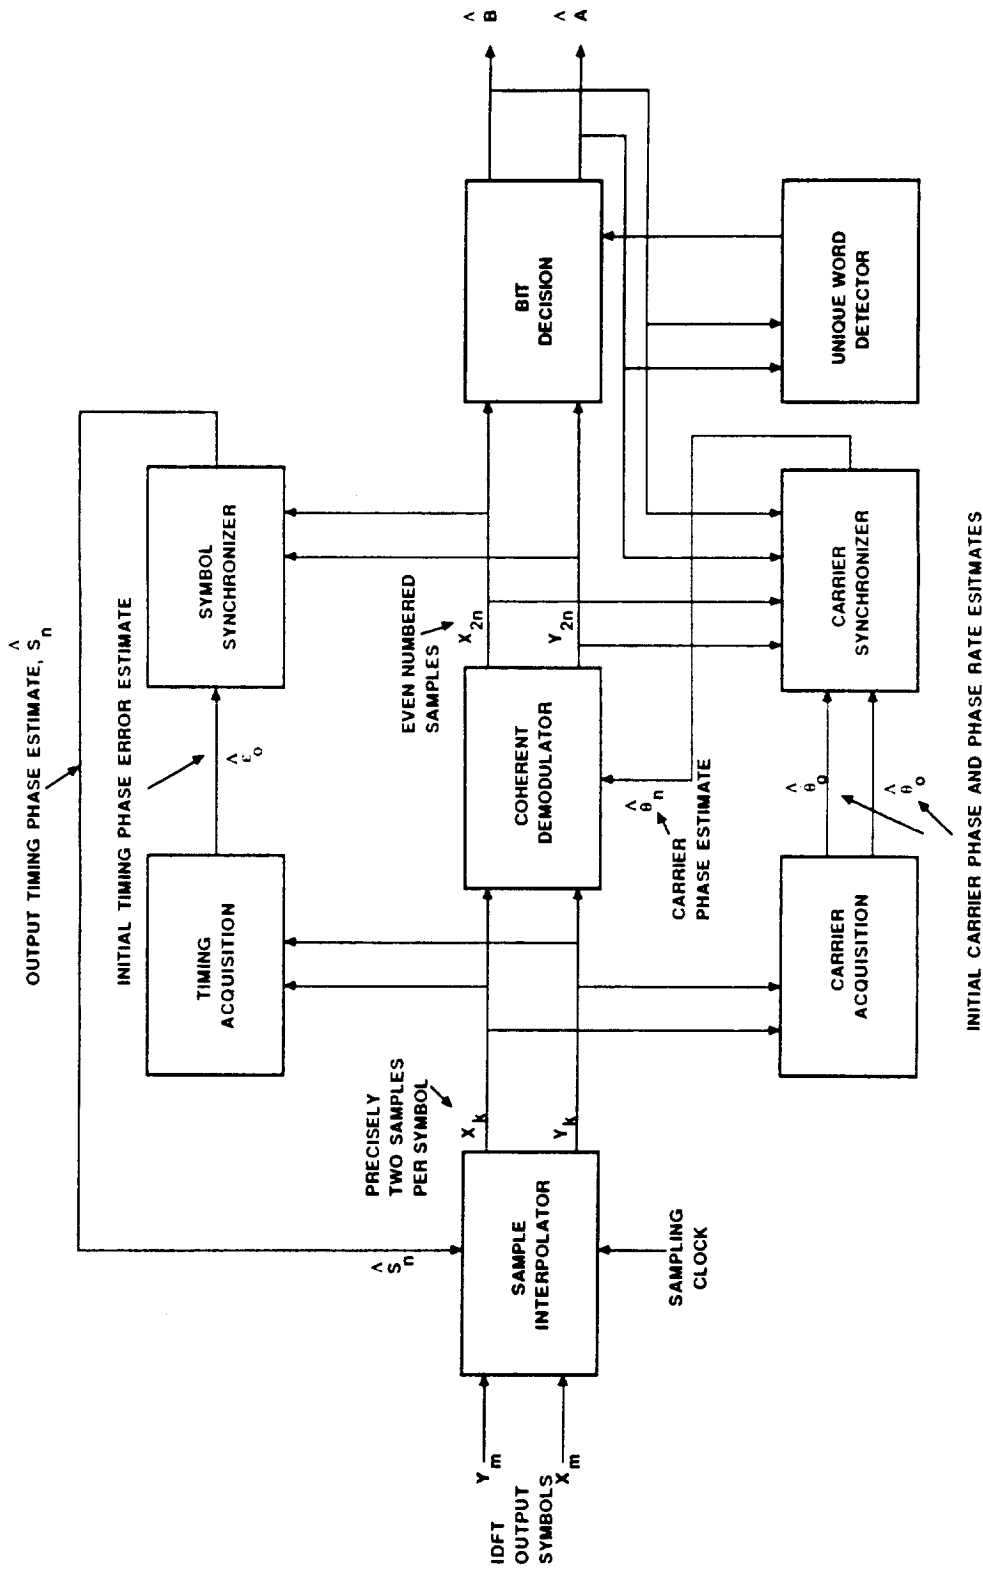 OUTPUT TIMING PHASE ESTIMATE, Ŝn
INITIAL TIMING PHASE ERROR ESTIMATE
TIMING
ACQUISITION
ε̂o
SYMBOL
SYNCHRONIZER
Ŝn
PRECISELY
TWO SAMPLES
PER SYMBOL
EVEN NUMBERED
SAMPLES
IDFT
OUTPUT
SYMBOLS
Ym
Xm
SAMPLE
INTERPOLATOR
Xk
Yk
COHERENT
DEMODULATOR
X2n
Y2n
BIT
DECISION
B̂
Â
SAMPLING
CLOCK
θ̂n
CARRIER
PHASE ESTIMATE
CARRIER
ACQUISITION
θ̂o
θ̂o
CARRIER
SYNCHRONIZER
UNIQUE WORD
DETECTOR
INITIAL CARRIER PHASE AND PHASE RATE ESITMATES